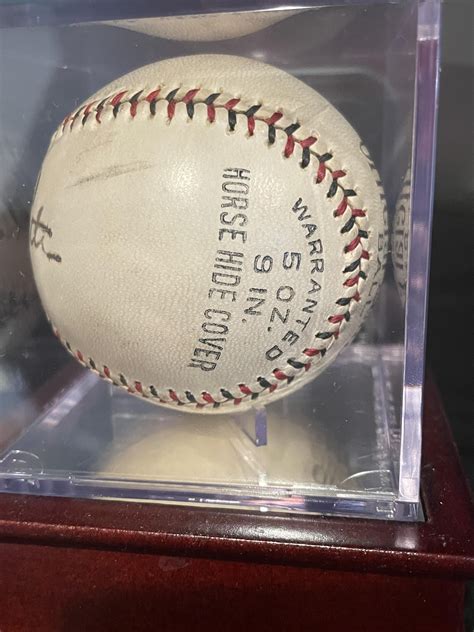 WARRANTED
5 OZ. 9 IN.
HORSE HIDE COVER